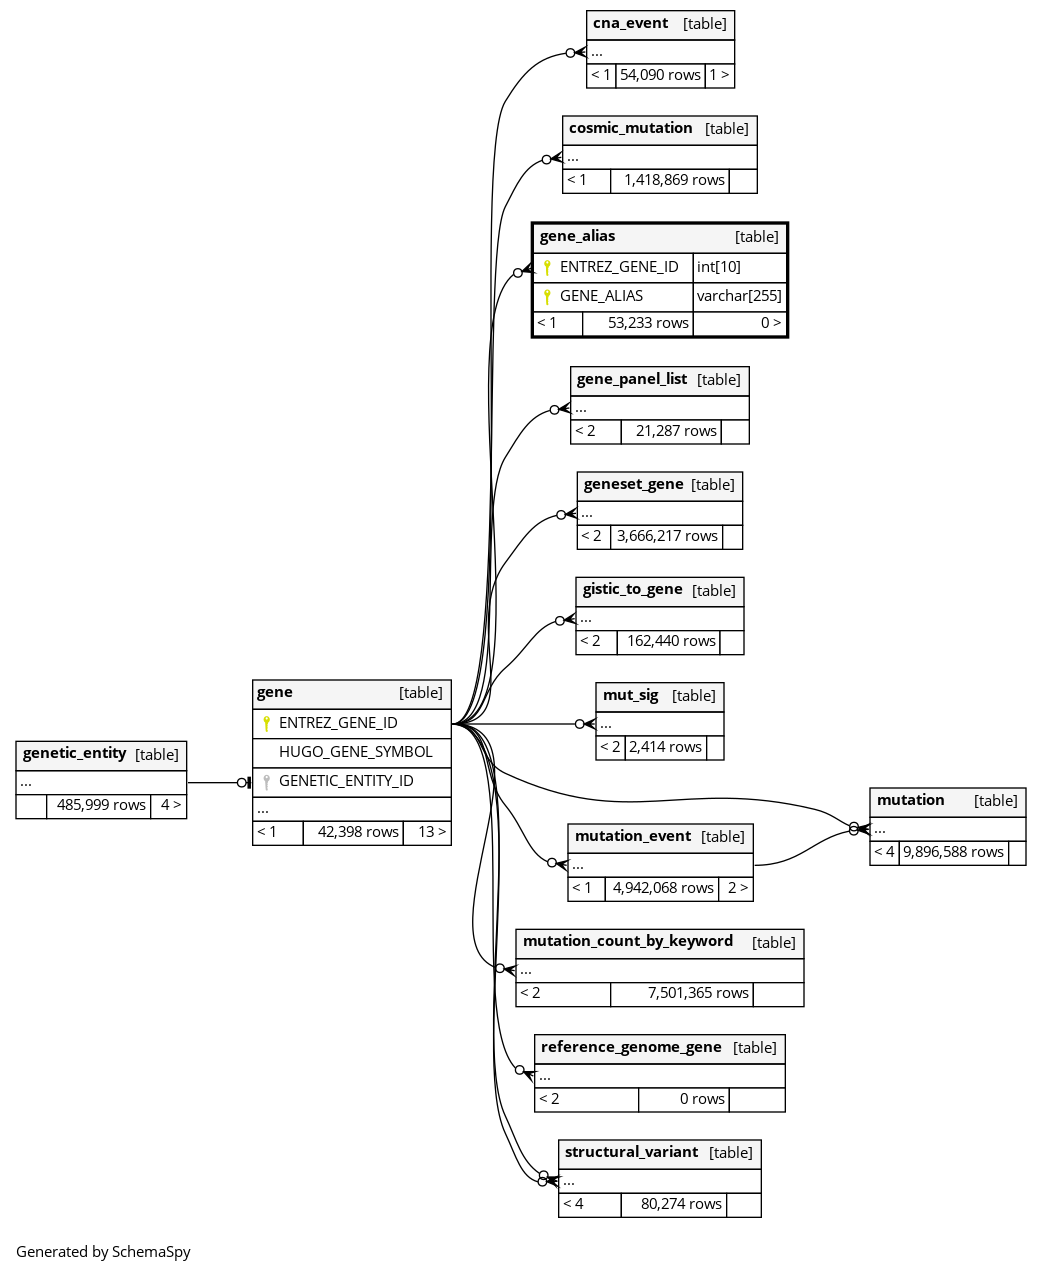 cna_event [table]
...
< 1 54,090 rows 1 >
cosmic_mutation [table]
...
< 1 1,418,869 rows
gene_alias [table]
ENTREZ_GENE_ID int[10]
GENE_ALIAS varchar[255]
< 1 53,233 rows 0 >
gene_panel_list [table]
...
< 2 21,287 rows
geneset_gene [table]
...
< 2 3,666,217 rows
gistic_to_gene [table]
...
< 2 162,440 rows
mut_sig [table]
...
< 2 2,414 rows
gene [table]
ENTREZ_GENE_ID
HUGO_GENE_SYMBOL
GENETIC_ENTITY_ID
...
< 1 42,398 rows 13 >
genetic_entity [table]
...
485,999 rows 4 >
mutation [table]
...
< 4 9,896,588 rows
mutation_event [table]
...
< 1 4,942,068 rows 2 >
mutation_count_by_keyword [table]
...
< 2 7,501,365 rows
reference_genome_gene [table]
...
< 2 0 rows
structural_variant [table]
...
< 4 80,274 rows
Generated by SchemaSpy